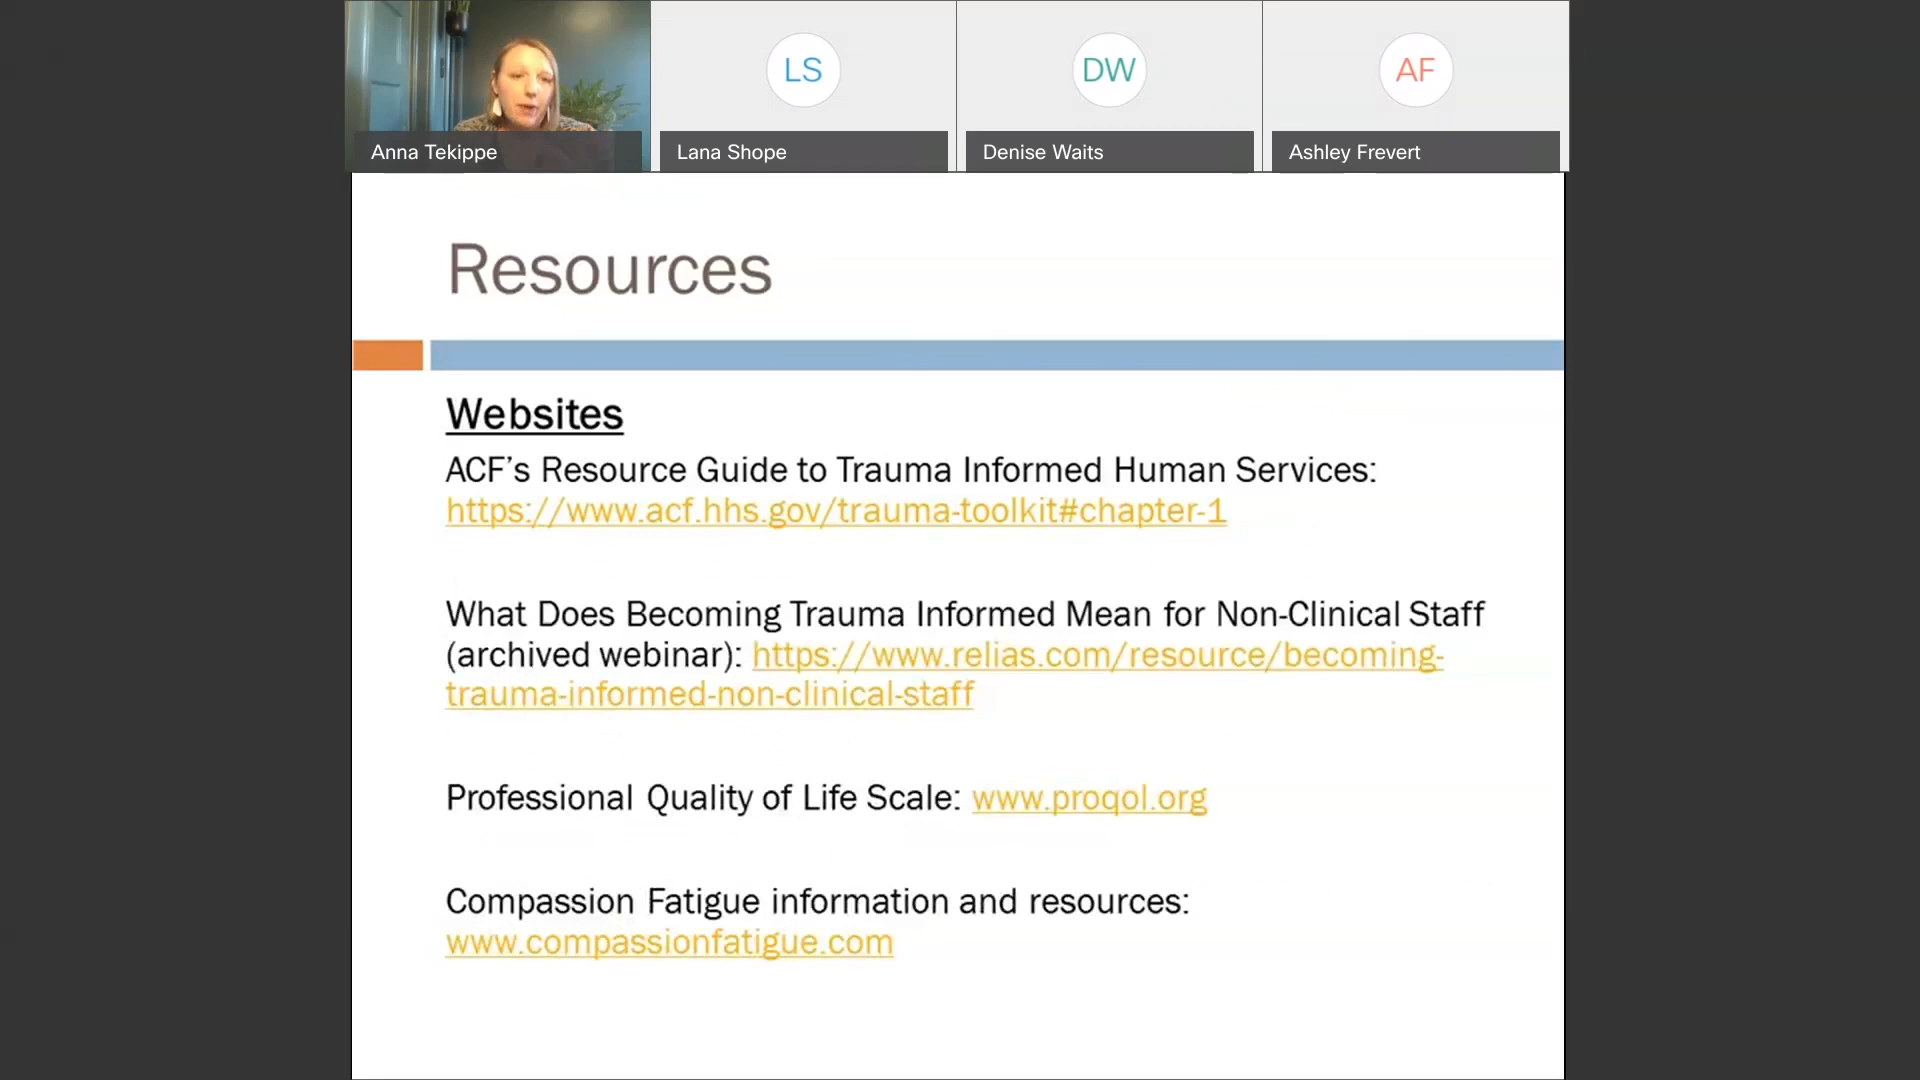 LS
DW
AF
Anna Tekippe
Lana Shope
Denise Waits
Ashley Frevert
Resources
Websites
ACF’s Resource Guide to Trauma Informed Human Services:
https://www.acf.hhs.gov/trauma-toolkit#chapter-1
What Does Becoming Trauma Informed Mean for Non-Clinical Staff
(archived webinar): https://www.relias.com/resource/becoming-
trauma-informed-non-clinical-staff
Professional Quality of Life Scale: www.proqol.org
Compassion Fatigue information and resources:
www.compassionfatigue.com